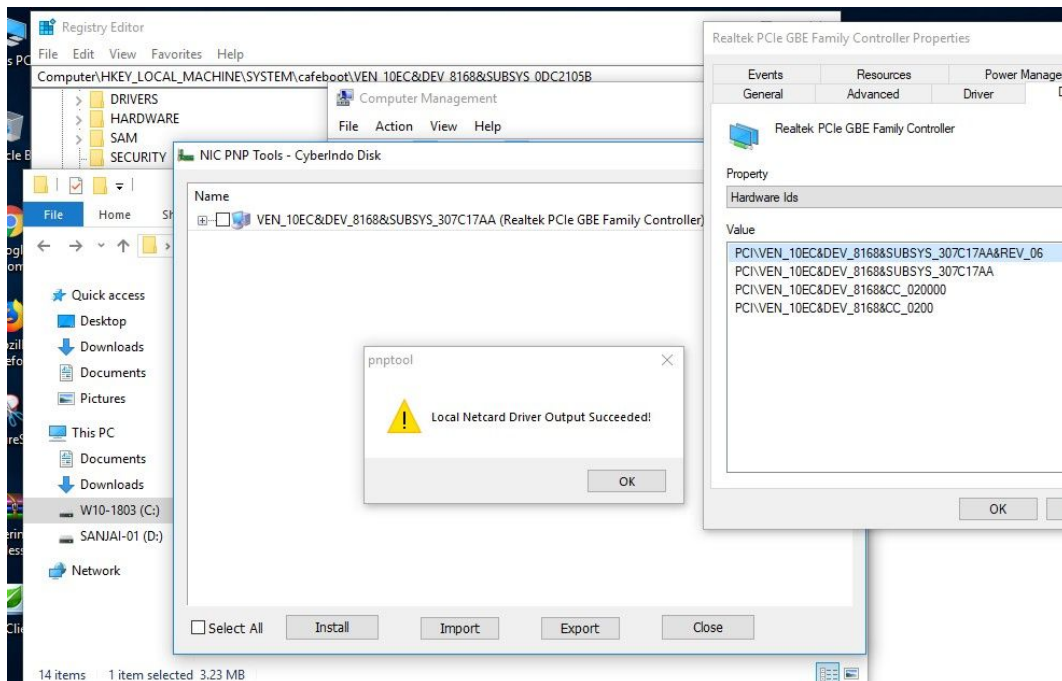 Registry Editor
File Edit View Favorites Help
Computer\HKEY_LOCAL_MACHINE\SYSTEM\cafeboot\VEN_10EC&DEV_8168&SUBSYS_0DC2105B
DRIVERS
HARDWARE
SAM
SECURITY
Computer Management
File Action View Help
Realtek PCIe GBE Family Controller Properties
Events Resources Power Manage
General Advanced Driver
Realtek PCIe GBE Family Controller
Property
Hardware Ids
Value
PCI\VEN_10EC&DEV_8168&SUBSYS_307C17AA&REV_06
PCI\VEN_10EC&DEV_8168&SUBSYS_307C17AA
PCI\VEN_10EC&DEV_8168&CC_020000
PCI\VEN_10EC&DEV_8168&CC_0200
OK
NIC PNP Tools - CyberIndo Disk
Name
VEN_10EC&DEV_8168&SUBSYS_307C17AA (Realtek PCIe GBE Family Controller)
pnptool
Local Netcard Driver Output Succeeded!
OK
Select All Install Import Export Close
File Home Sh
Quick access
Desktop
Downloads
Documents
Pictures
This PC
Documents
Downloads
W10-1803 (C:)
SANJAI-01 (D:)
Network
14 items 1 item selected 3.23 MB